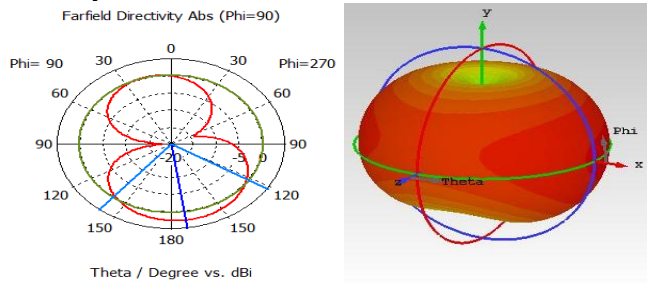 Farfield Directivity Abs (Phi=90)
0
Phi= 90 30 30 Phi=270
60 60
90 -20 -5 0 90
120 120
150 150
180
Theta / Degree vs. dBi
y
Phi
x
z Theta